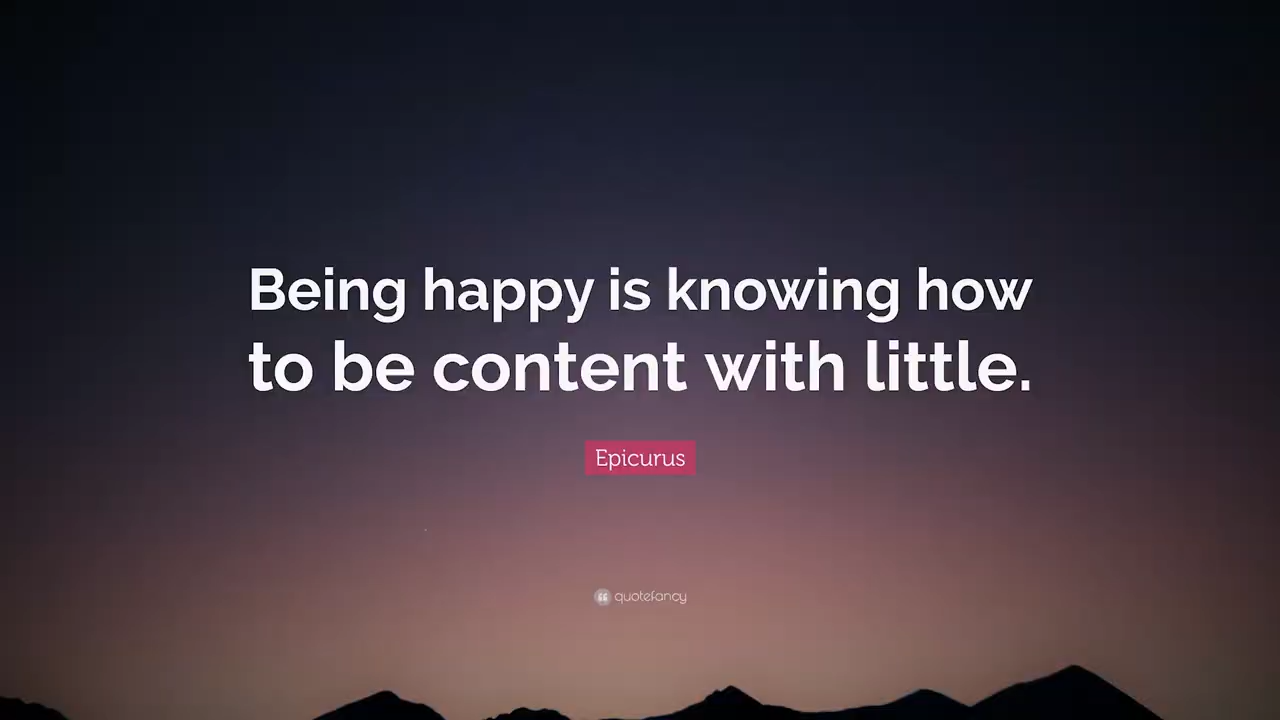 Being happy is knowing how
to be content with little.
Epicurus
quotefancy